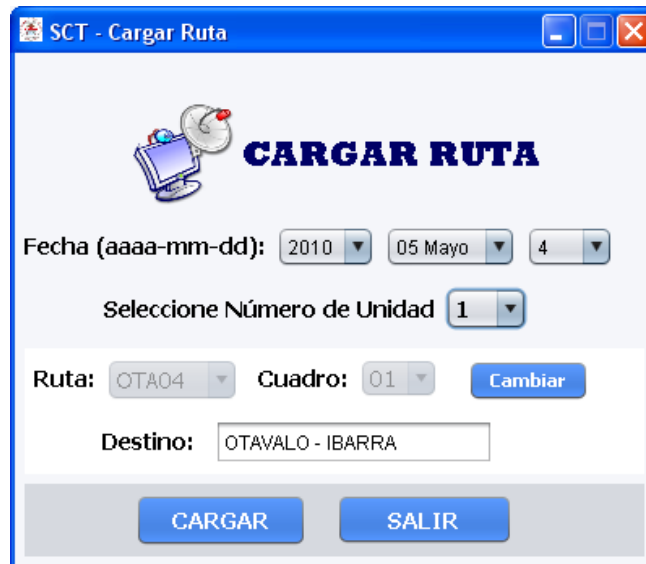 SCT - Cargar Ruta
CARGAR RUTA
Fecha (aaaa-mm-dd): 2010 05 Mayo 4
Seleccione Número de Unidad 1
Ruta: OTA04 Cuadro: 01 Cambiar
Destino: OTAVALO - IBARRA
CARGAR SALIR